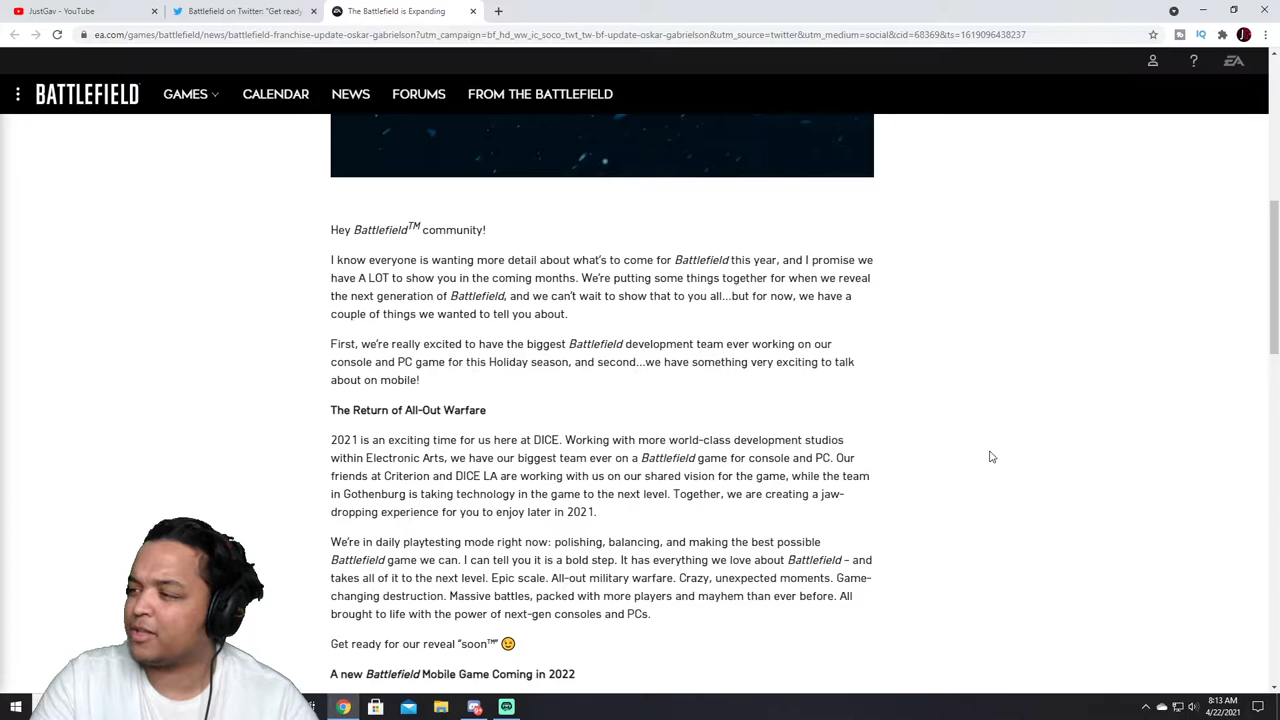 JustGav - YouTube
Battlefield on Twitter: "Get ready
The Battlefield is Expanding
ea.com/games/battlefield/news/battlefield-franchise-update-oskar-gabrielson?utm_campaign=bf_hd_ww_ic_soco_twt_tw-bf-update-oskar-gabrielson&utm_source=twitter&utm_medium=social&cid=68369&ts=1619096438237
BATTLEFIELD GAMES CALENDAR NEWS FORUMS FROM THE BATTLEFIELD
Hey Battlefield™ community!
I know everyone is wanting more detail about what's to come for Battlefield this year, and I promise we
have A LOT to show you in the coming months. We're putting some things together for when we reveal
the next generation of Battlefield, and we can't wait to show that to you all...but for now, we have a
couple of things we wanted to tell you about.
First, we're really excited to have the biggest Battlefield development team ever working on our
console and PC game for this Holiday season, and second...we have something very exciting to talk
about on mobile!
The Return of All-Out Warfare
2021 is an exciting time for us here at DICE. Working with more world-class development studios
within Electronic Arts, we have our biggest team ever on a Battlefield game for console and PC. Our
friends at Criterion and DICE LA are working with us on our shared vision for the game, while the team
in Gothenburg is taking technology in the game to the next level. Together, we are creating a jaw-
dropping experience for you to enjoy later in 2021.
We're in daily playtesting mode right now: polishing, balancing, and making the best possible
Battlefield game we can. I can tell you it is a bold step. It has everything we love about Battlefield – and
takes all of it to the next level. Epic scale. All-out military warfare. Crazy, unexpected moments. Game-
changing destruction. Massive battles, packed with more players and mayhem than ever before. All
brought to life with the power of next-gen consoles and PCs.
Get ready for our reveal "soon™" 😉
A new Battlefield Mobile Game Coming in 2022
8:13 AM
4/22/2021